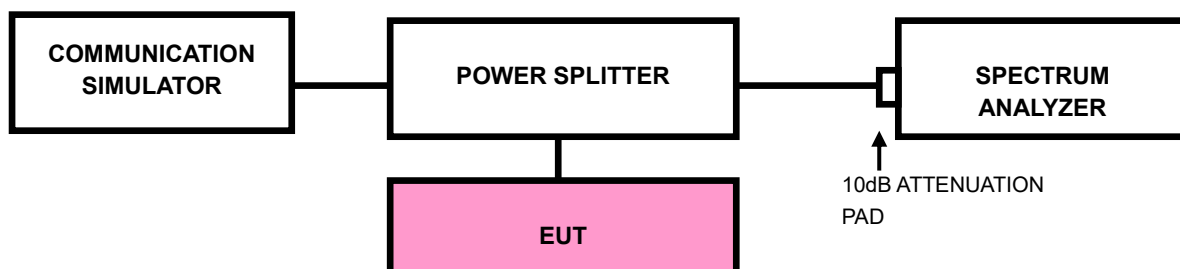 COMMUNICATION
SIMULATOR
POWER SPLITTER
SPECTRUM
ANALYZER
10dB ATTENUATION
PAD
EUT